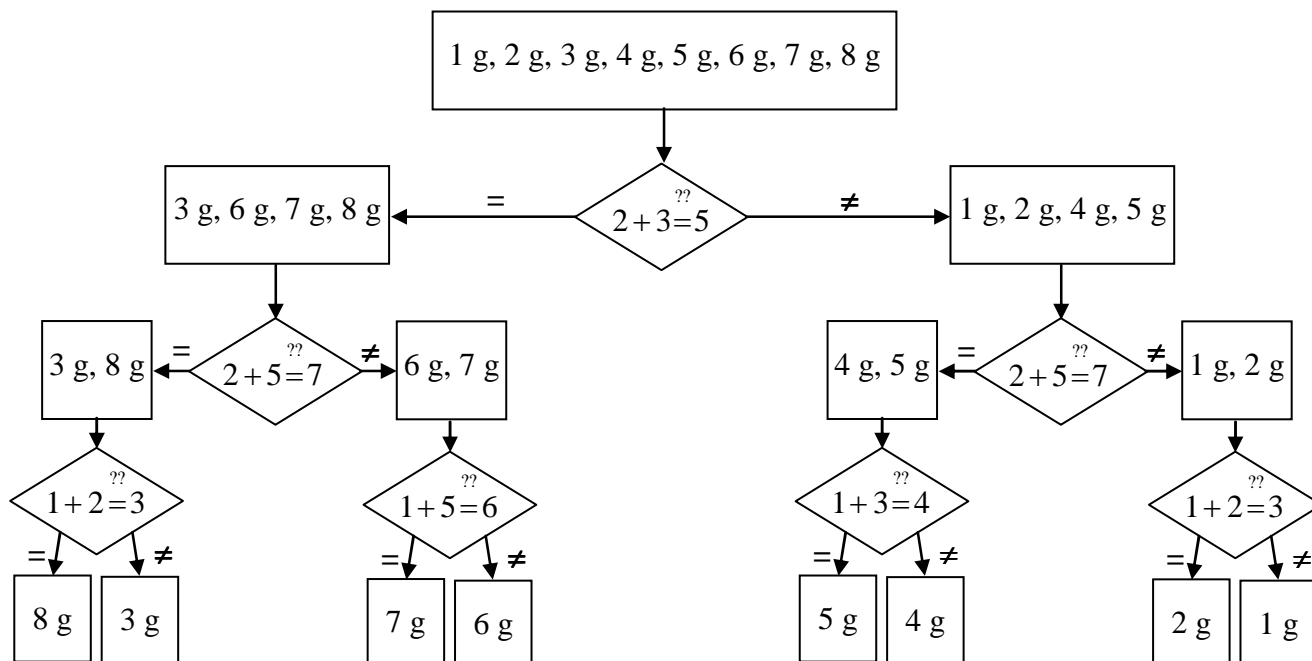 1 g, 2 g, 3 g, 4 g, 5 g, 6 g, 7 g, 8 g
3 g, 6 g, 7 g, 8 g
=
??
2 + 3 = 5
≠
1 g, 2 g, 4 g, 5 g
3 g, 8 g
=
??
2 + 5 = 7
≠
6 g, 7 g
4 g, 5 g
=
??
2 + 5 = 7
≠
1 g, 2 g
??
1 + 2 = 3
??
1 + 5 = 6
??
1 + 3 = 4
??
1 + 2 = 3
=
≠
=
≠
=
≠
=
≠
8 g
3 g
7 g
6 g
5 g
4 g
2 g
1 g